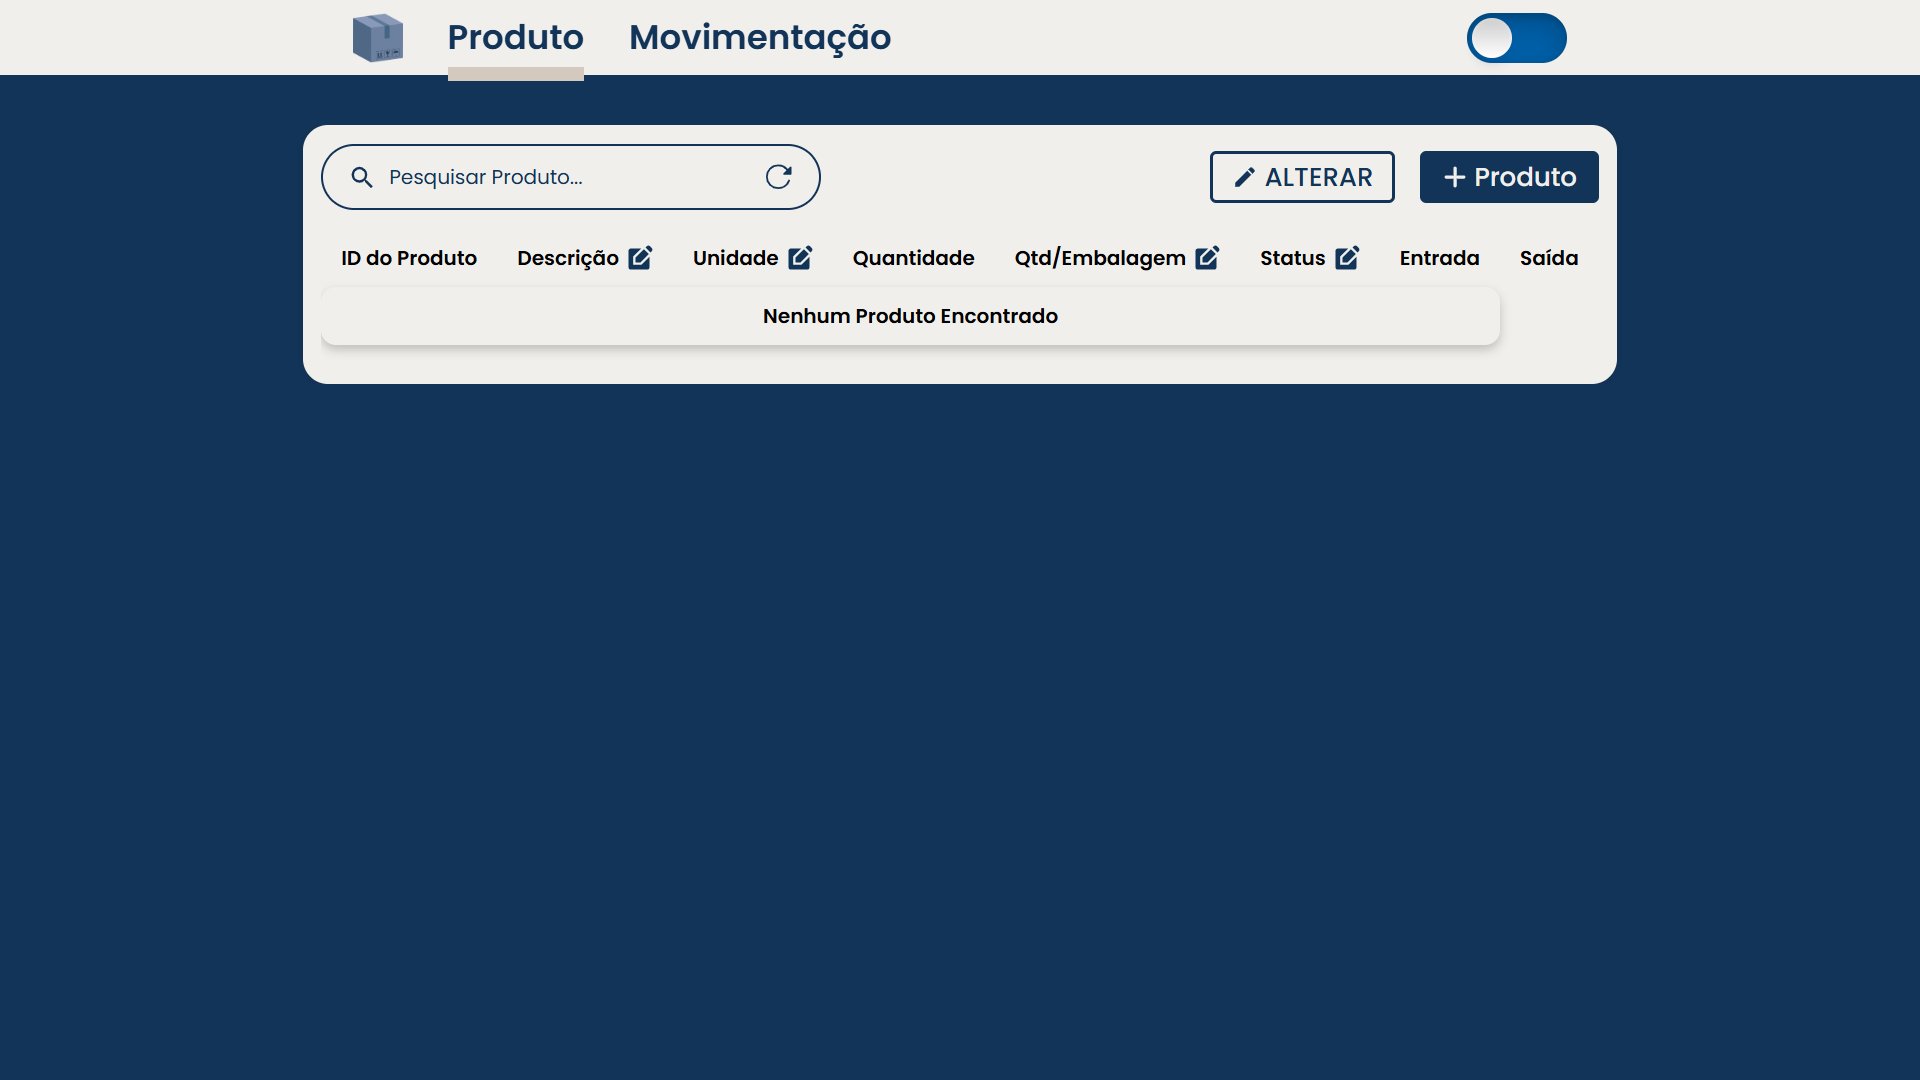 Produto Movimentação
Pesquisar Produto...
ALTERAR
Produto
ID do Produto Descrição Unidade Quantidade Qtd/Embalagem Status Entrada Saída
Nenhum Produto Encontrado